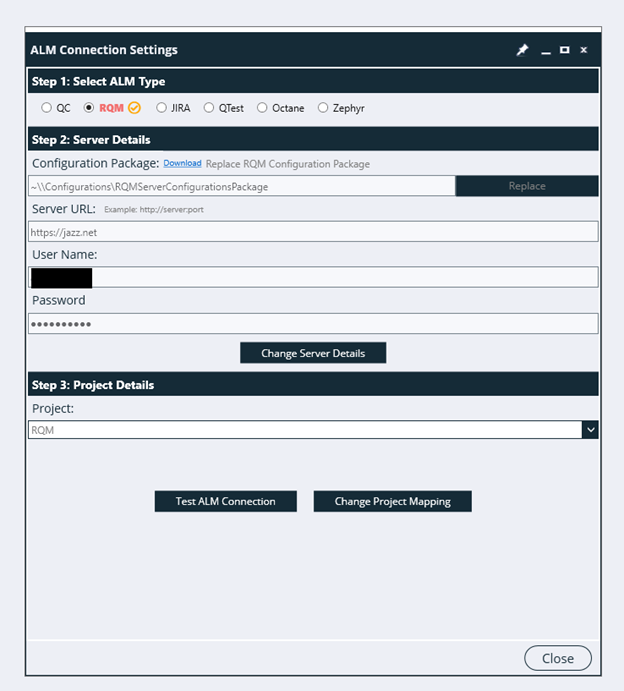 ALM Connection Settings
Step 1: Select ALM Type
QC RQM JIRA QTest Octane Zephyr
Step 2: Server Details
Configuration Package: Download Replace RQM Configuration Package
~\\Configurations\RQMServerConfigurationsPackage Replace
Server URL: Example: http://server:port
https://jazz.net
User Name:
Password
●●●●●●●●●●
Change Server Details
Step 3: Project Details
Project:
RQM
Test ALM Connection Change Project Mapping
Close